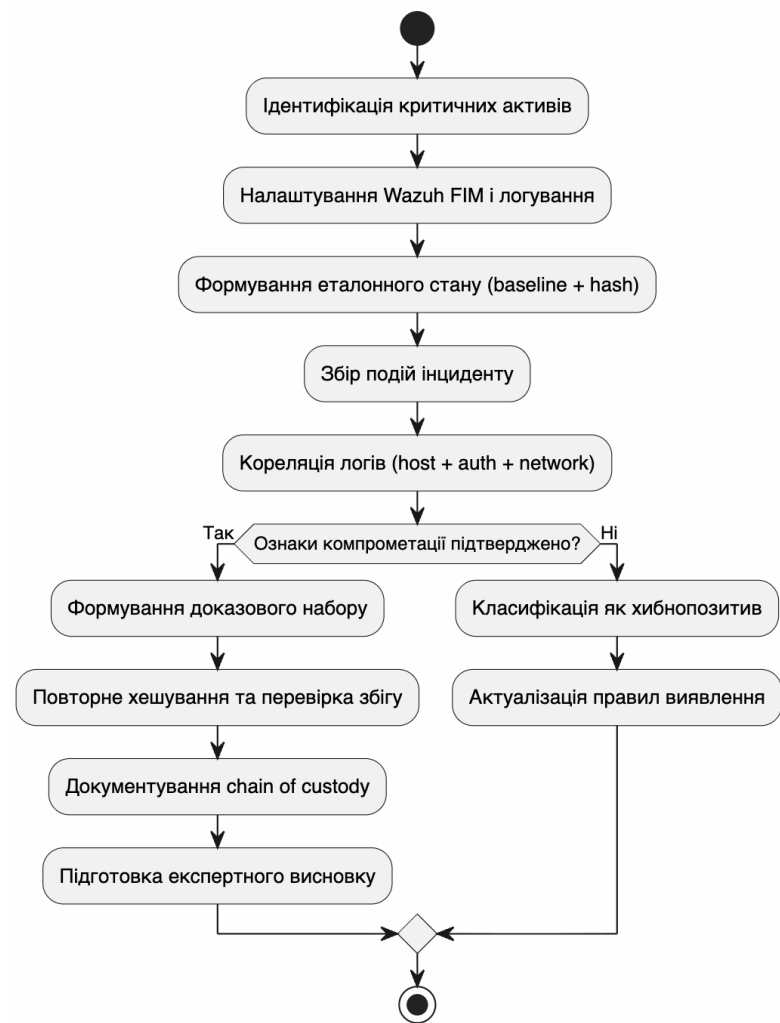 Ідентифікація критичних активів
Налаштування Wazuh FIM і логування
Формування еталонного стану (baseline + hash)
Збір подій інциденту
Кореляція логів (host + auth + network)
Так
Ознаки компрометації підтверджено?
Ні
Формування доказового набору
Класифікація як хибнопозитив
Повторне хешування та перевірка збігу
Актуалізація правил виявлення
Документування chain of custody
Підготовка експертного висновку